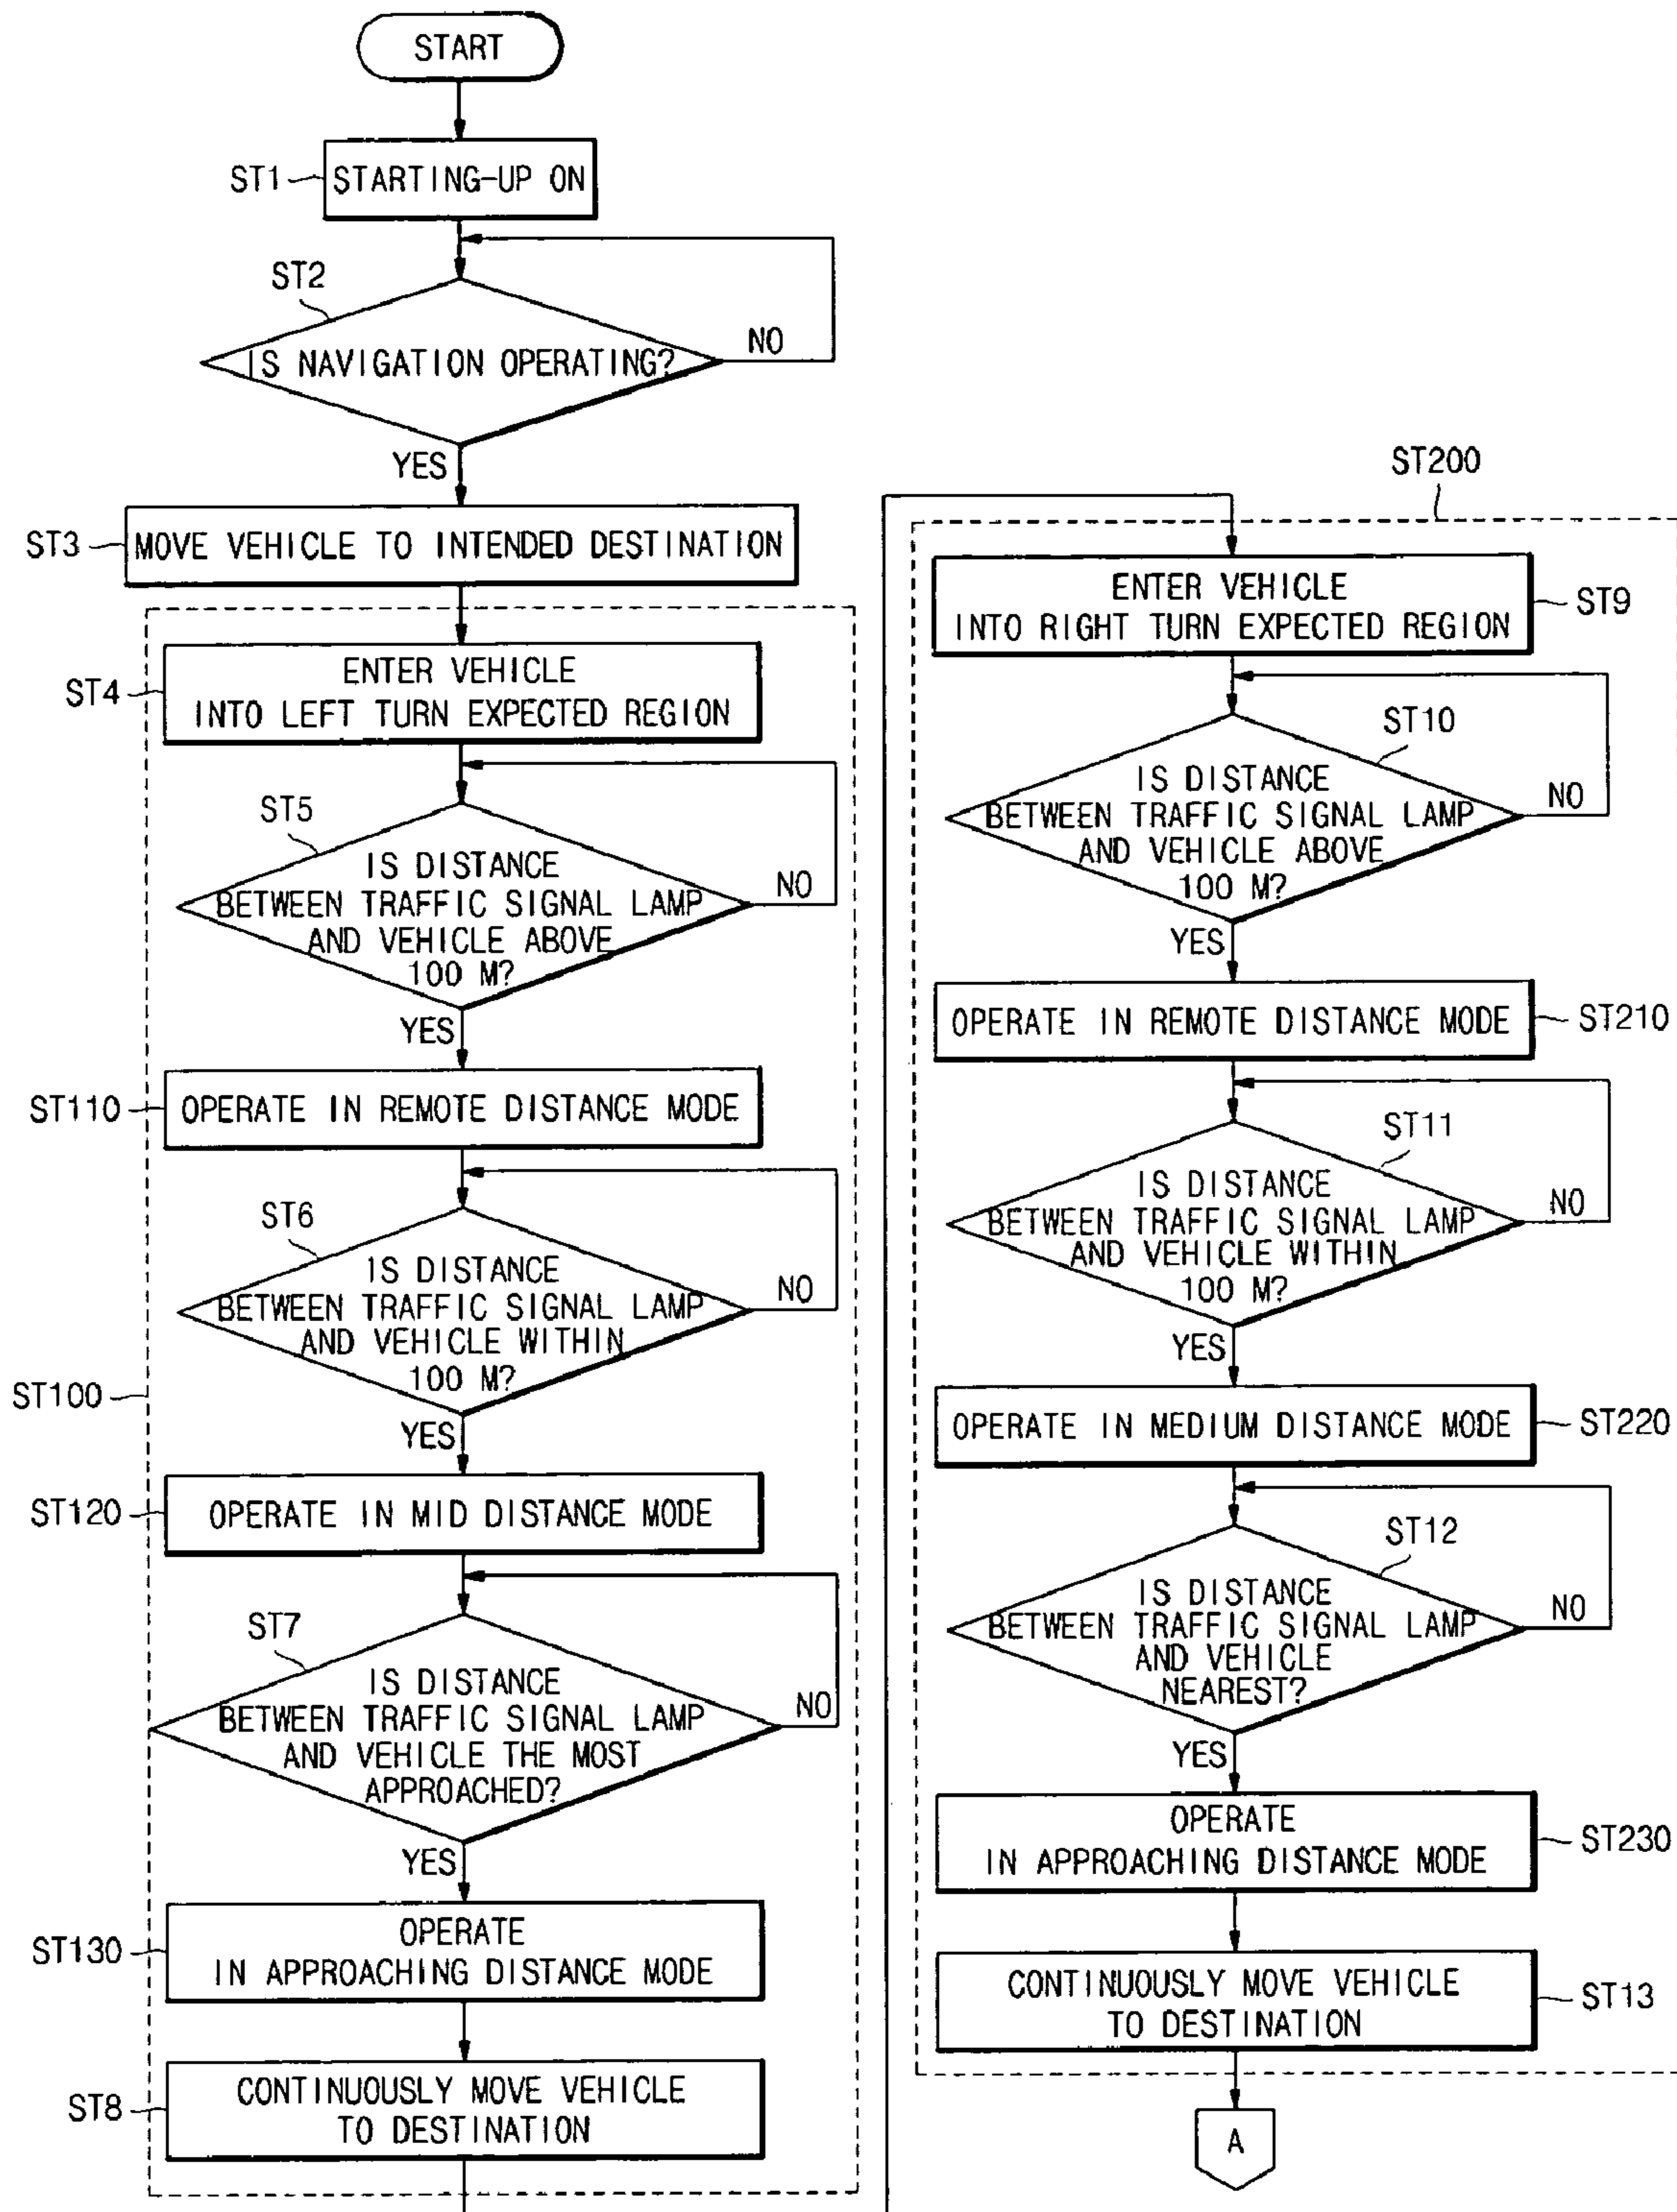 START
ST1
STARTING-UP ON
ST2
IS NAVIGATION OPERATING?
NO
YES
ST3
MOVE VEHICLE TO INTENDED DESTINATION
ST4
ENTER VEHICLE
INTO LEFT TURN EXPECTED REGION
ST5
IS DISTANCE
BETWEEN TRAFFIC SIGNAL LAMP
AND VEHICLE ABOVE
100 M?
NO
YES
ST110
OPERATE IN REMOTE DISTANCE MODE
ST6
IS DISTANCE
BETWEEN TRAFFIC SIGNAL LAMP
AND VEHICLE WITHIN
100 M?
NO
ST100
YES
ST120
OPERATE IN MID DISTANCE MODE
ST7
IS DISTANCE
BETWEEN TRAFFIC SIGNAL LAMP
AND VEHICLE THE MOST
APPROACHED?
NO
YES
ST130
OPERATE
IN APPROACHING DISTANCE MODE
ST8
CONTINUOUSLY MOVE VEHICLE
TO DESTINATION
ST200
ENTER VEHICLE
INTO RIGHT TURN EXPECTED REGION
ST9
ST10
IS DISTANCE
BETWEEN TRAFFIC SIGNAL LAMP
AND VEHICLE ABOVE
100 M?
NO
YES
OPERATE IN REMOTE DISTANCE MODE
ST210
ST11
IS DISTANCE
BETWEEN TRAFFIC SIGNAL LAMP
AND VEHICLE WITHIN
100 M?
NO
YES
OPERATE IN MEDIUM DISTANCE MODE
ST220
ST12
IS DISTANCE
BETWEEN TRAFFIC SIGNAL LAMP
AND VEHICLE
NEAREST?
NO
YES
OPERATE
IN APPROACHING DISTANCE MODE
ST230
CONTINUOUSLY MOVE VEHICLE
TO DESTINATION
ST13
A